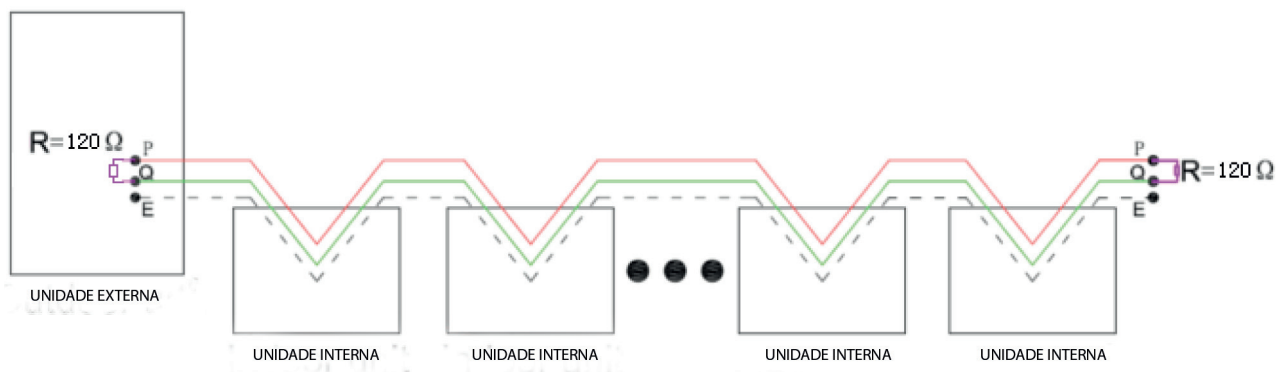 R=120 Ω
P
Q
E
P
Q
E
R=120 Ω
UNIDADE EXTERNA
UNIDADE INTERNA
UNIDADE INTERNA
UNIDADE INTERNA
UNIDADE INTERNA